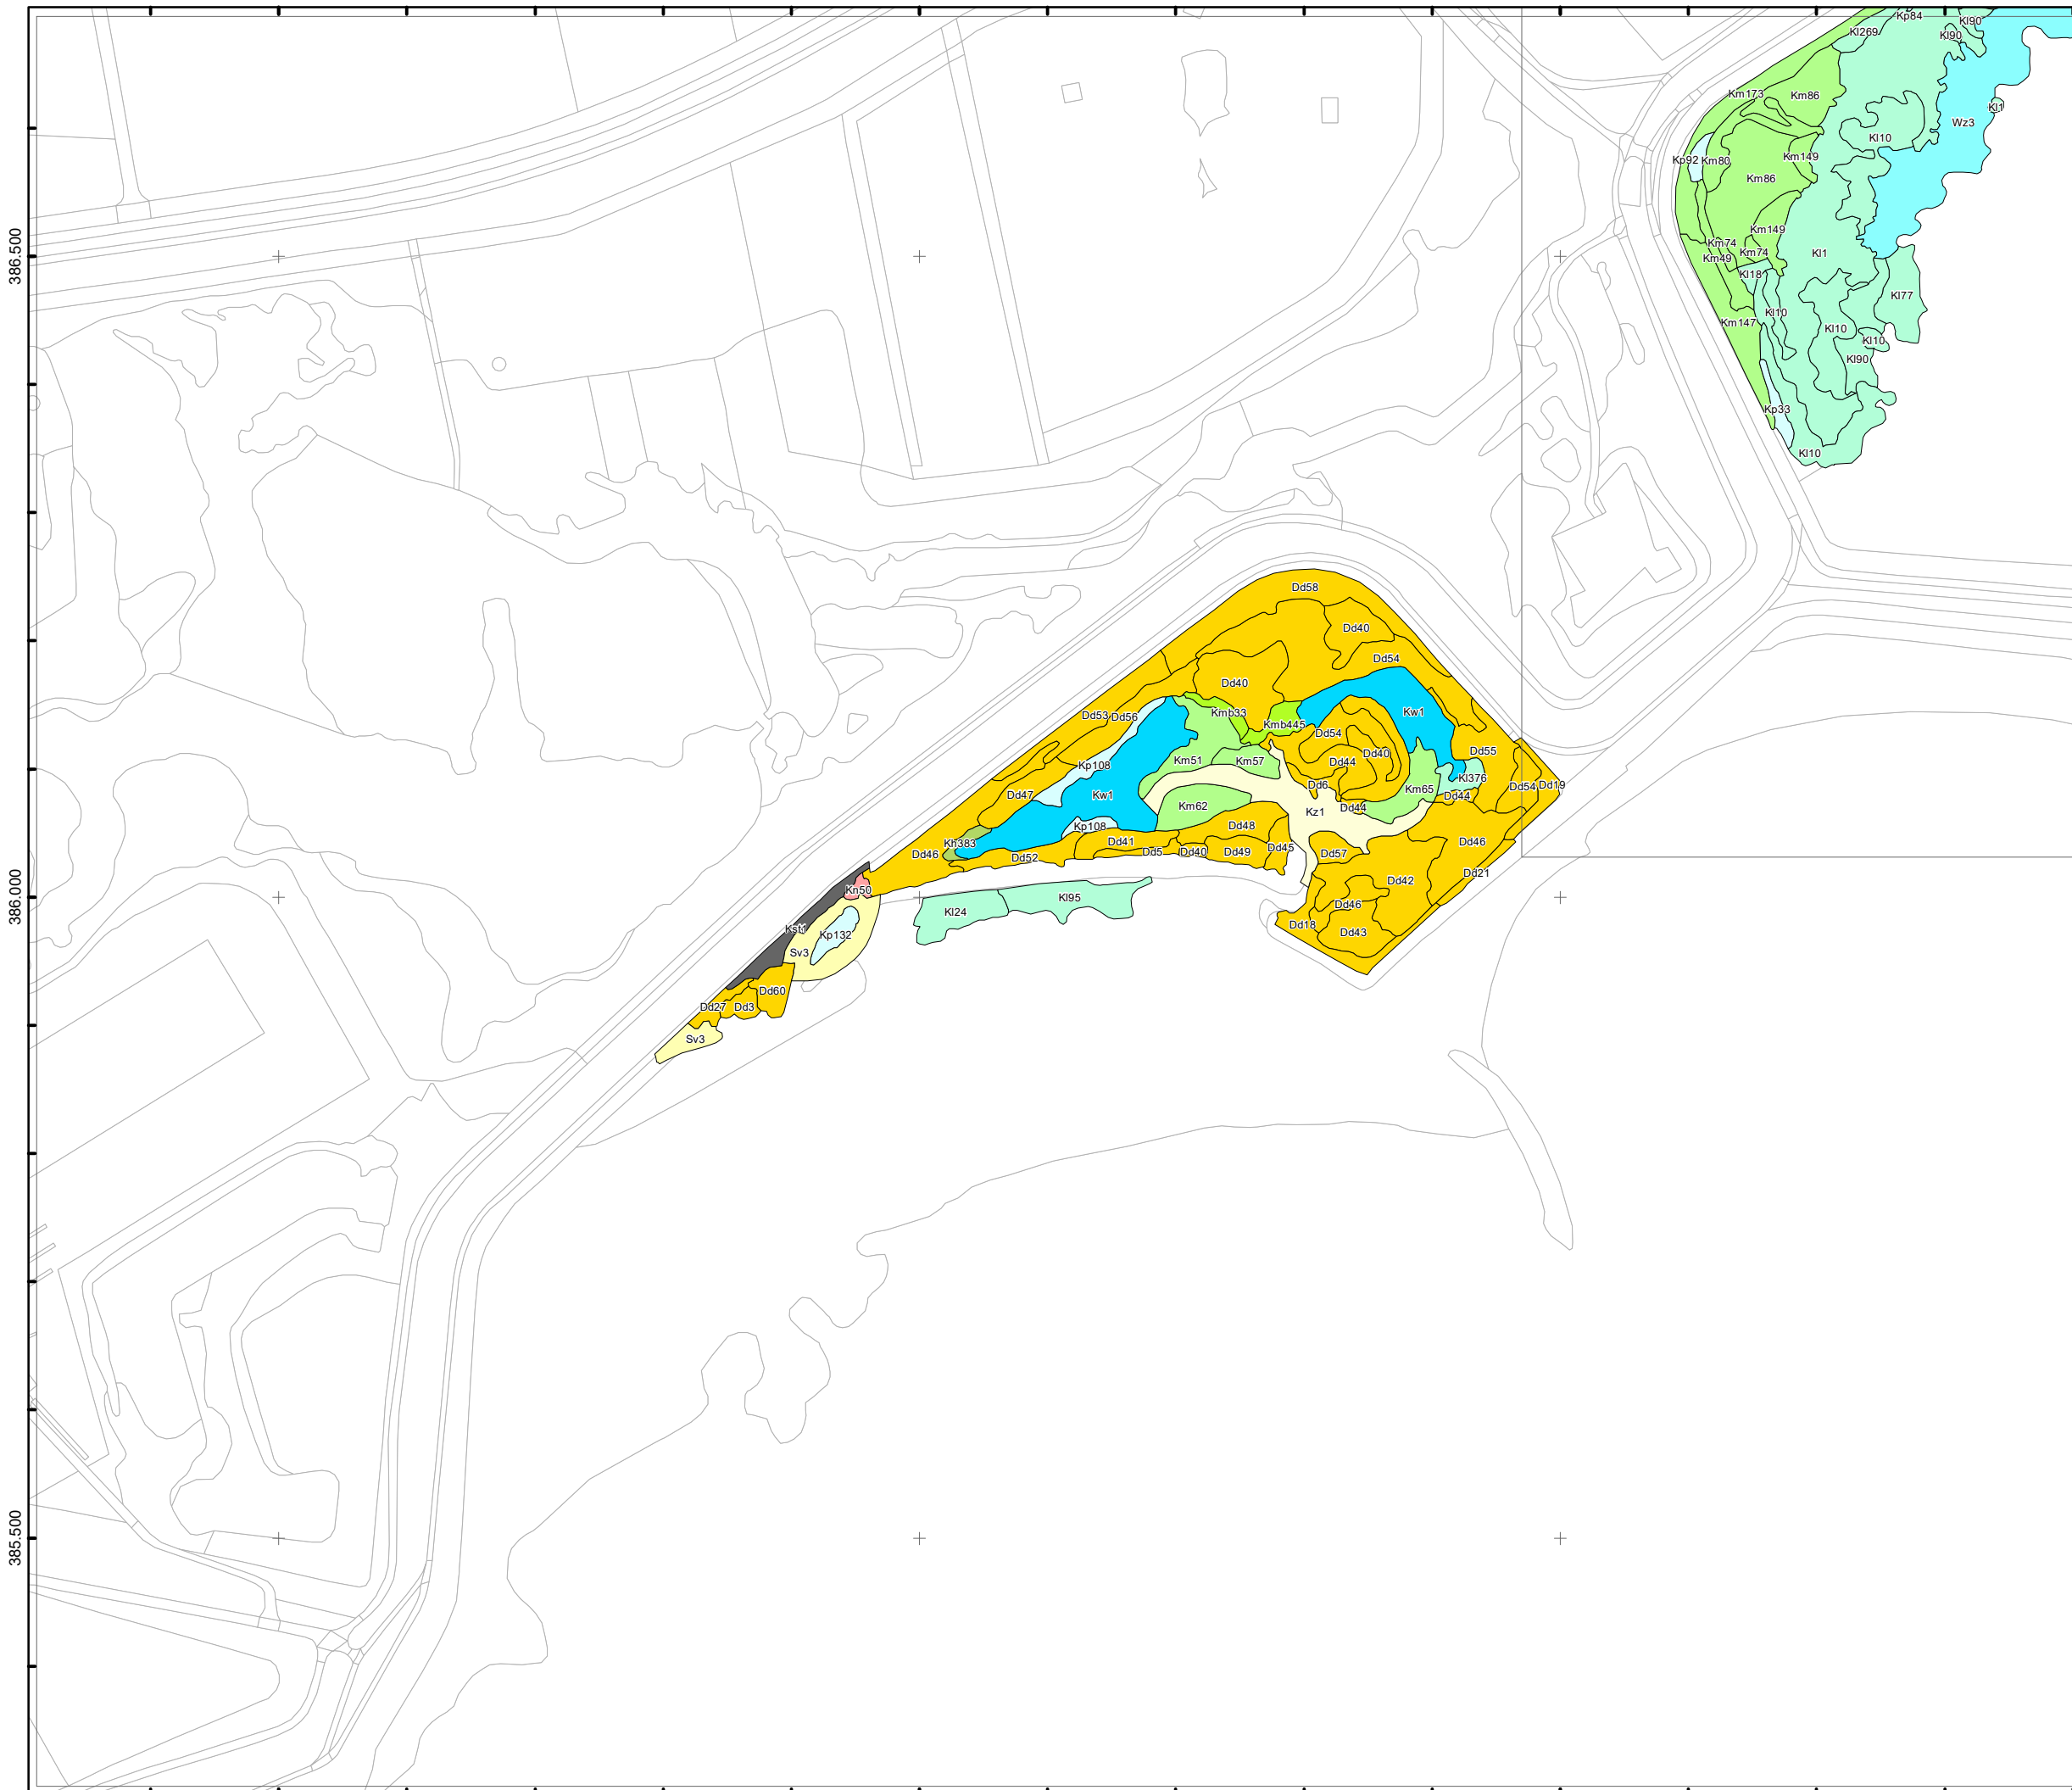 Kp84
Kl90
Kl269
Kl90
Km173
Km86
Kl1
Wz3
Kl10
Km149
Kp92
Km80
Km86
Km149
Km74
Km74
Km49
Kl1
Kl18
Kl77
Kl10
Km147
Kl10
Kl10
Kl90
Kp33
Kl10
386.500
Dd58
Dd40
Dd54
Dd40
Dd53
Dd56
Kmb33
Kw1
Kmb445
Dd54
Dd40
Dd55
Km51
Km57
Dd44
Kp108
Kl376
Dd6
Dd54
Dd19
Km65
Dd47
Kw1
Dd44
Km62
Dd44
Kz1
Kp108
Dd48
Dd41
Dd46
Kh383
Dd5
Dd40
Dd49
Dd45
Dd57
Dd46
Dd52
Dd21
Dd42
Kn50
386.000
Kl95
Dd46
Kl24
Dd18
Kst1
Kp132
Dd43
Sv3
Dd60
Dd27
Dd3
Sv3
385.500